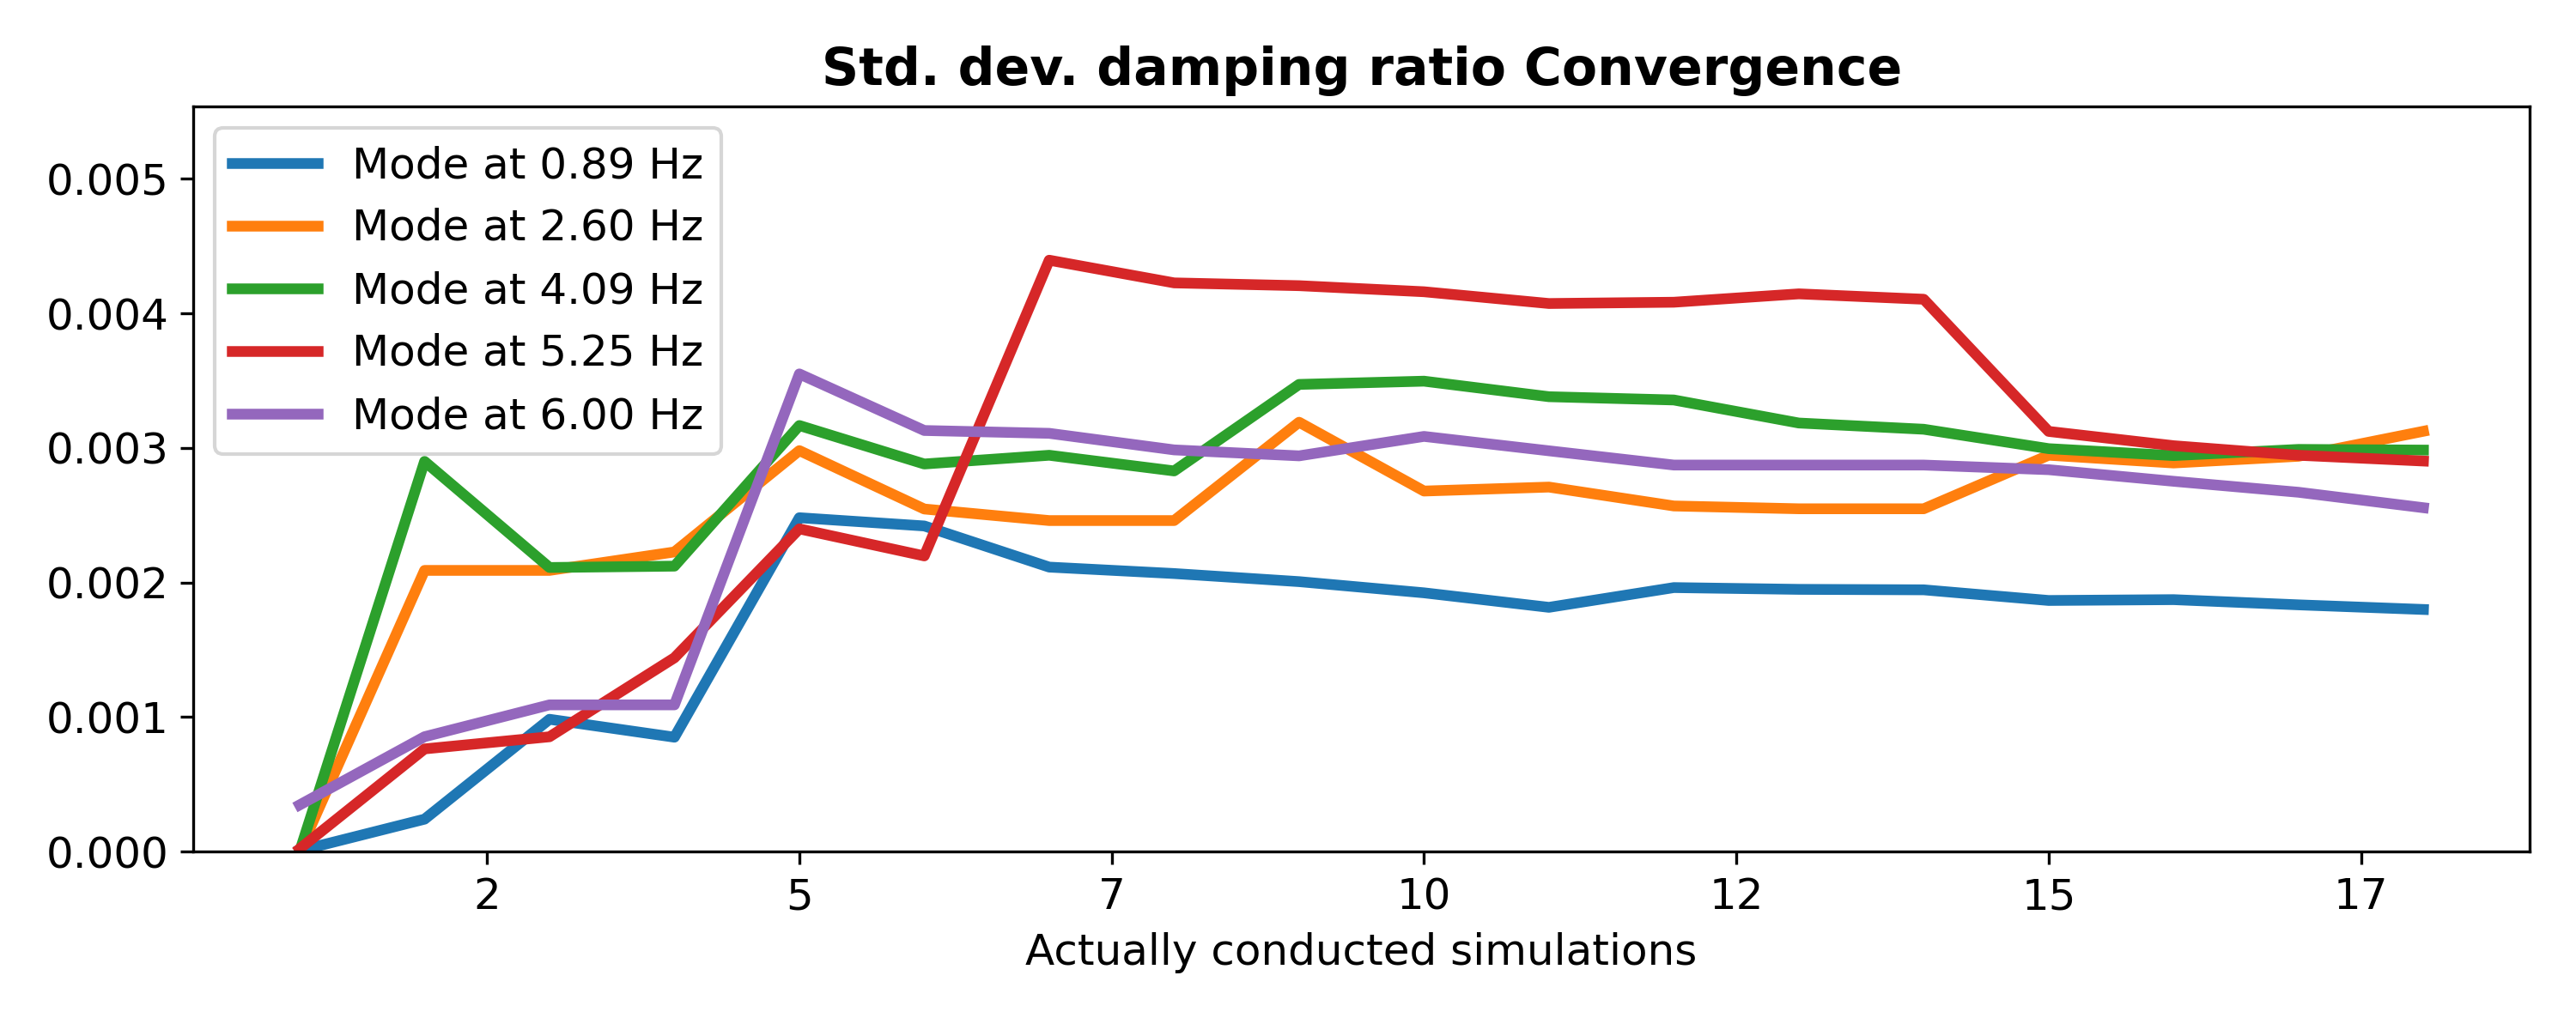 Std. dev. damping ratio Convergence
0.005
0.004
0.003
0.002
0.001
0.000
Mode at 0.89 Hz
Mode at 2.60 Hz
Mode at 4.09 Hz
Mode at 5.25 Hz
Mode at 6.00 Hz
2 5 7 10 12 15 17
Actually conducted simulations